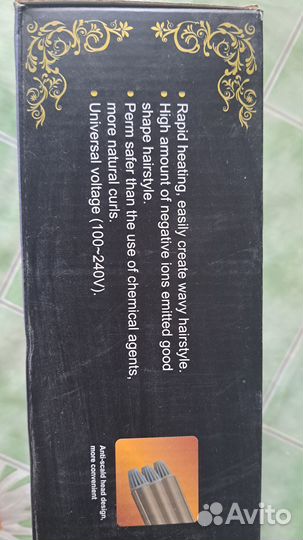 • Rapid heating, easily create wavy hairstyle.
• High amount of negative ions emitted good
shape hairstyle.
• Perm safer than the use of chemical agents,
more natural curls.
• Universal voltage (100~240V).
Anti-scald head design,
more convenient
Avito